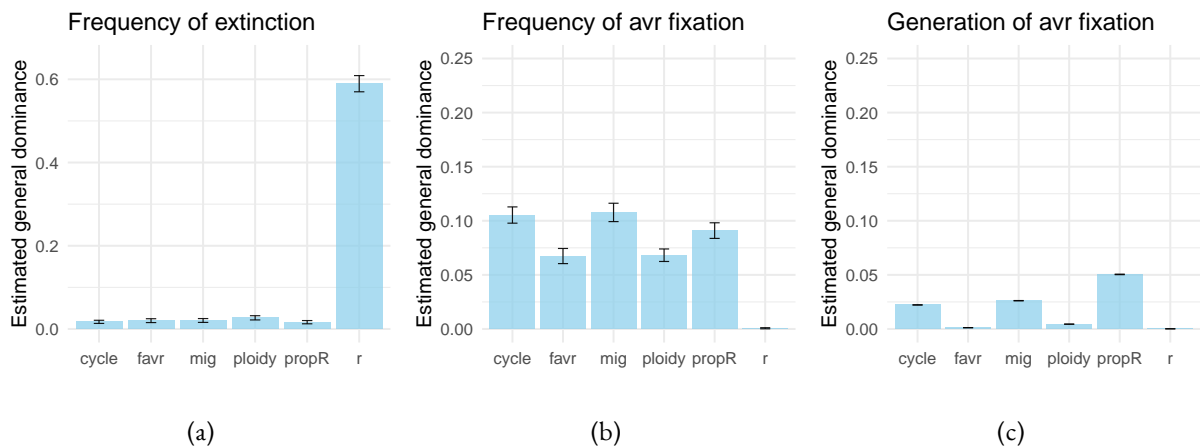 Frequency of extinction
Estimated general dominance
0.6
0.4
0.2
0.0
cycle favr mig ploidy propR r
(a)
Frequency of avr fixation
Estimated general dominance
0.25
0.20
0.15
0.10
0.05
0.00
cycle favr mig ploidy propR r
(b)
Generation of avr fixation
Estimated general dominance
0.25
0.20
0.15
0.10
0.05
0.00
cycle favr mig ploidy propR r
(c)